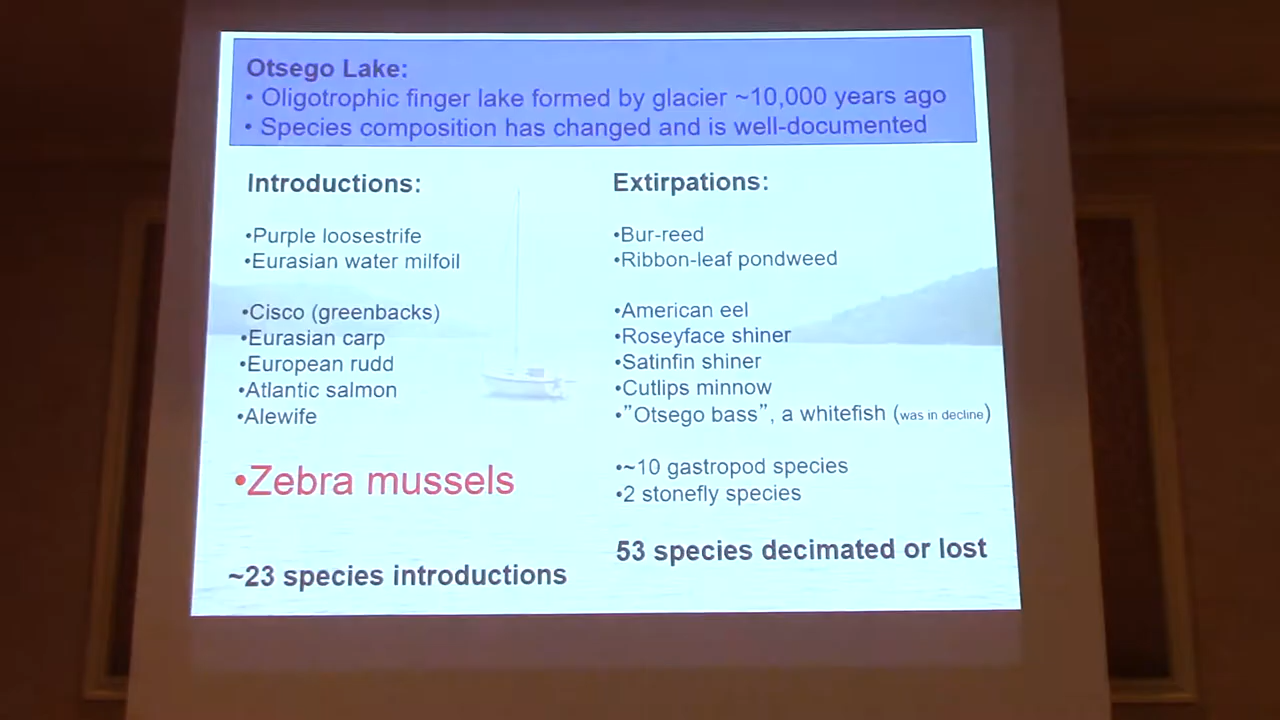 Otsego Lake:
• Oligotrophic finger lake formed by glacier ~10,000 years ago
• Species composition has changed and is well-documented
Introductions:
•Purple loosestrife
•Eurasian water milfoil
•Cisco (greenbacks)
•Eurasian carp
•European rudd
•Atlantic salmon
•Alewife
•Zebra mussels
~23 species introductions
Extirpations:
•Bur-reed
•Ribbon-leaf pondweed
•American eel
•Roseyface shiner
•Satinfin shiner
•Cutlips minnow
•”Otsego bass”, a whitefish (was in decline)
•~10 gastropod species
•2 stonefly species
53 species decimated or lost